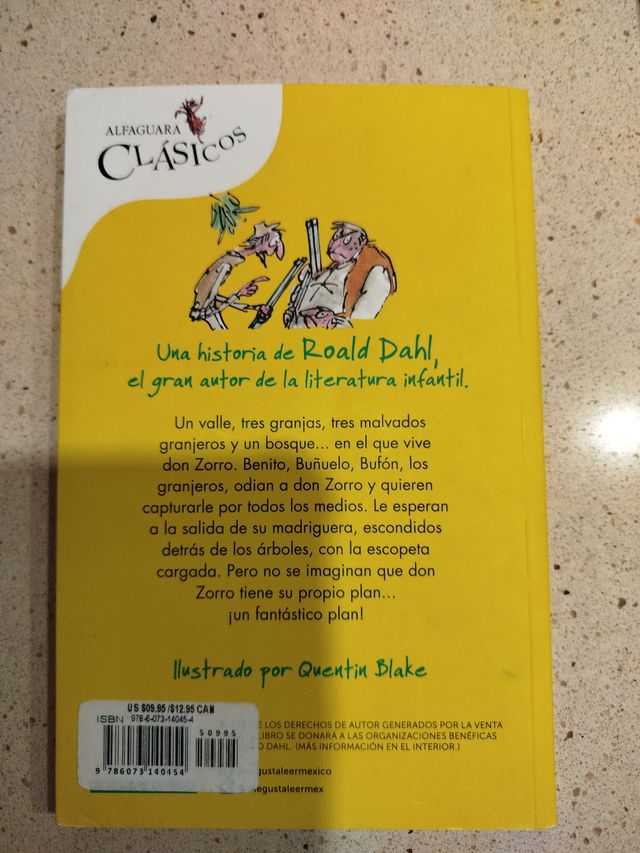 ALFAGUARA
CLÁSICOS
Una historia de Roald Dahl,
el gran autor de la literatura infantil.
Un valle, tres granjas, tres malvados
granjeros y un bosque... en el que vive
don Zorro. Benito, Buñuelo, Bufón, los
granjeros, odian a don Zorro y quieren
capturarle por todos los medios. Le esperan
a la salida de su madriguera, escondidos
detrás de los árboles, con la escopeta
cargada. Pero no se imaginan que don
Zorro tiene su propio plan...
¡un fantástico plan!
Ilustrado por Quentin Blake
US $09.95 /$12.95 CAN
ISBN 978-6-073-14045-4
50995
9 786073 140454
E LOS DERECHOS DE AUTOR GENERADOS POR LA VENTA
LIBRO SE DONARÁ A LAS ORGANIZACIONES BENÉFICAS
DAHL. (MÁS INFORMACIÓN EN EL INTERIOR.)
egustaleermexico
egustaleermex